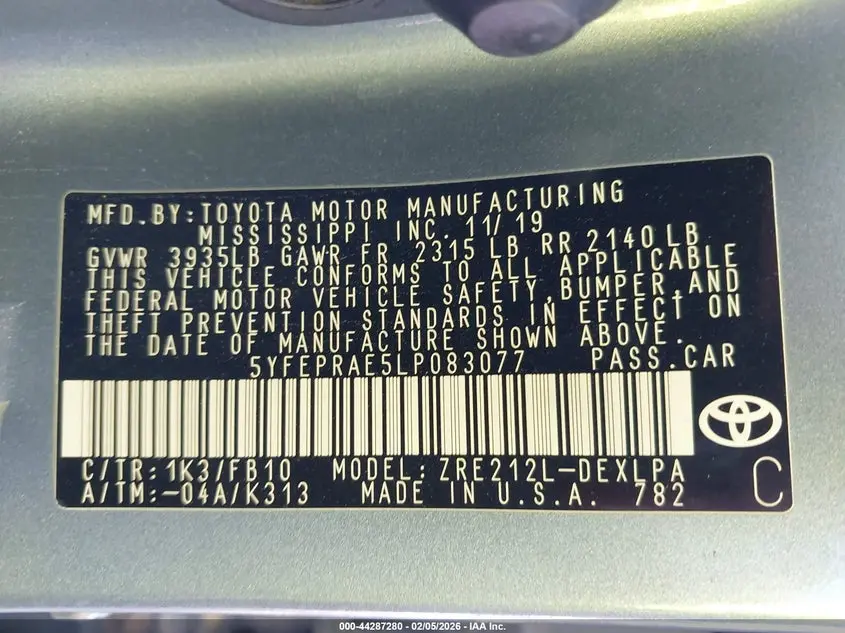 MFD.BY:TOYOTA MOTOR MANUFACTURING
MISSISSIPPI INC. 11/19
GVWR 3935LB GAWR FR 2315 LB RR 2140LB
THIS VEHICLE CONFORMS TO ALL APPLICABLE
FEDERAL MOTOR VEHICLE SAFETY,BUMPER,AND
THEFT PREVENTION STANDARDS IN EFFECT ON
THE DATE OF MANUFACTURE SHOWN ABOVE.
5YFEPRAE5LP083077 PASS.CAR
C/TR:1K3/FB10 MODEL:ZRE212L-DEXLPA
A/TM:-04A/K313 MADE IN U.S.A. 782 C
000-44287280 - 02/05/2026 - IAA Inc.